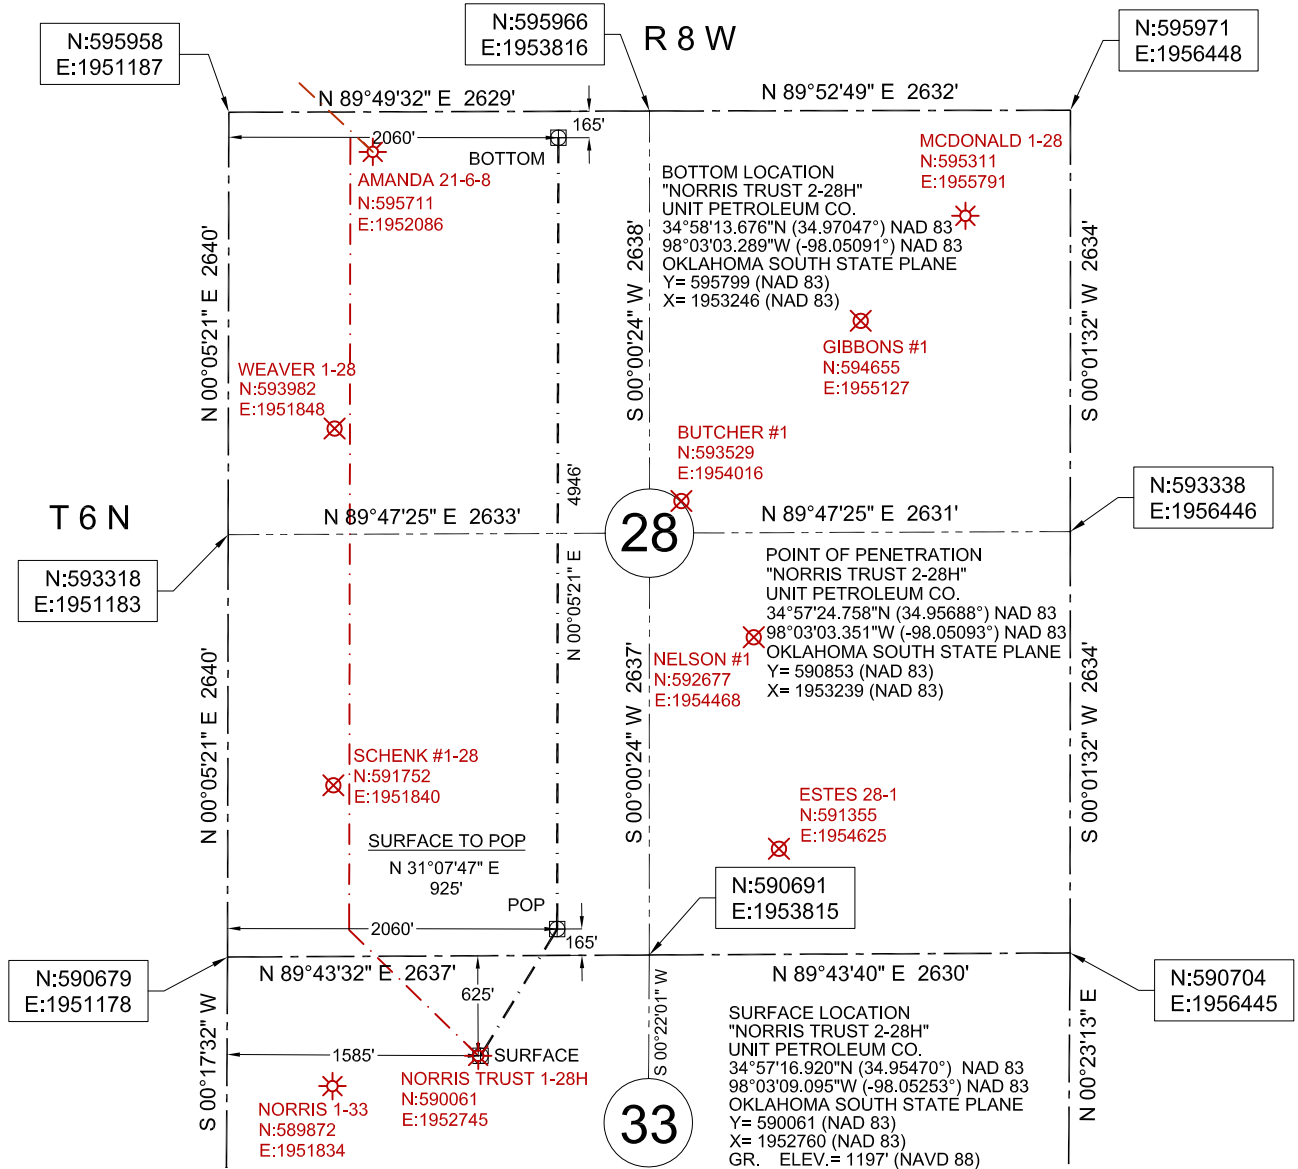 N:595958
E:1951187
N:595966
E:1953816
R 8 W
N:595971
E:1956448
N 89°49'32" E 2629'
N 89°52'49" E 2632'
165'
2060'
BOTTOM
AMANDA 21-6-8
N:595711
E:1952086
MCDONALD 1-28
N:595311
E:1955791
BOTTOM LOCATION
"NORRIS TRUST 2-28H"
UNIT PETROLEUM CO.
34°58'13.676"N (34.97047°) NAD 83
98°03'03.289"W (-98.05091°) NAD 83
OKLAHOMA SOUTH STATE PLANE
Y= 595799 (NAD 83)
X= 1953246 (NAD 83)
N 00°05'21" E 2640'
S 00°00'24" W 2638'
S 00°01'32" W 2634'
GIBBONS #1
N:594655
E:1955127
WEAVER 1-28
N:593982
E:1951848
BUTCHER #1
N:593529
E:1954016
4946'
N 00°05'21" E
T 6 N
N 89°47'25" E 2633'
28
N 89°47'25" E 2631'
N:593338
E:1956446
N:593318
E:1951183
POINT OF PENETRATION
"NORRIS TRUST 2-28H"
UNIT PETROLEUM CO.
34°57'24.758"N (34.95688°) NAD 83
98°03'03.351"W (-98.05093°) NAD 83
OKLAHOMA SOUTH STATE PLANE
Y= 590853 (NAD 83)
X= 1953239 (NAD 83)
NELSON #1
N:592677
E:1954468
N 00°05'21" E 2640'
S 00°00'24" W 2637'
S 00°01'32" W 2634'
SCHENK #1-28
N:591752
E:1951840
ESTES 28-1
N:591355
E:1954625
SURFACE TO POP
N 31°07'47" E
925'
POP
2060'
165'
N:590691
E:1953815
N:590679
E:1951178
N 89°43'32" E 2637'
N 89°43'40" E 2630'
N:590704
E:1956445
625'
1585'
SURFACE
S 00°17'32" W
S 00°22'01" W
N 00°23'13" E
NORRIS TRUST 1-28H
N:590061
E:1952745
NORRIS 1-33
N:589872
E:1951834
33
SURFACE LOCATION
"NORRIS TRUST 2-28H"
UNIT PETROLEUM CO.
34°57'16.920"N (34.95470°) NAD 83
98°03'09.095"W (-98.05253°) NAD 83
OKLAHOMA SOUTH STATE PLANE
Y= 590061 (NAD 83)
X= 1952760 (NAD 83)
GR. ELEV.= 1197' (NAVD 88)